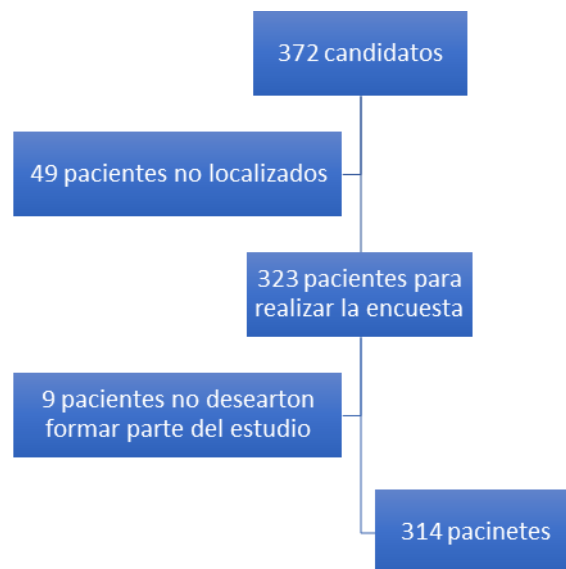 372 candidatos
49 pacientes no localizados
323 pacientes para
realizar la encuesta
9 pacientes no desearton
formar parte del estudio
314 pacinetes